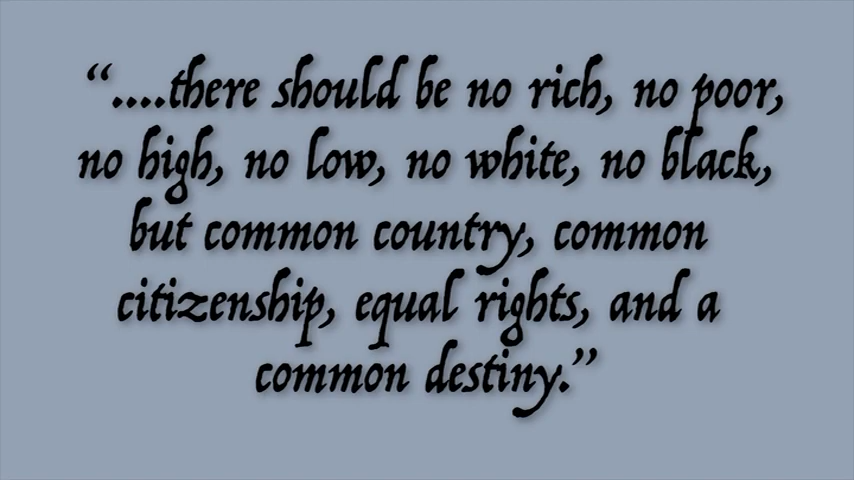 “....there should be no rich, no poor,
no high, no low, no white, no black,
but common country, common
citizenship, equal rights, and a
common destiny.”